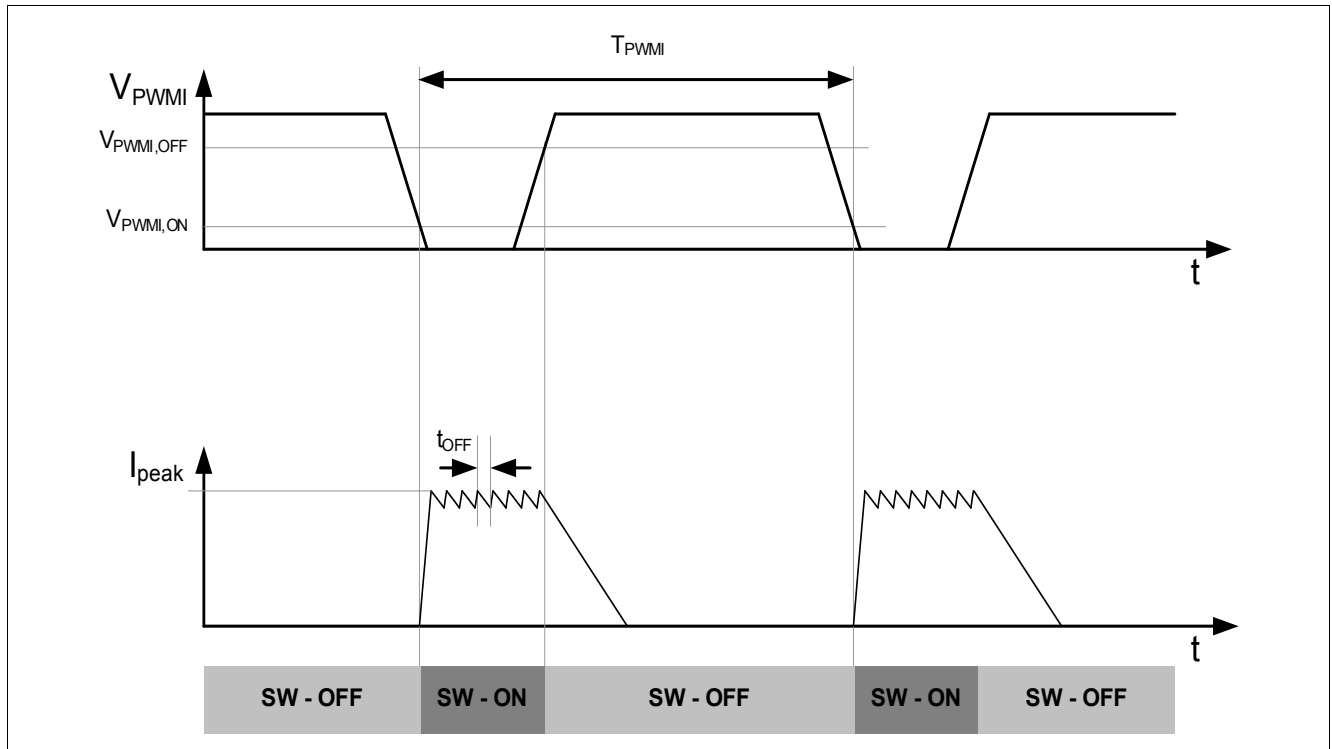 TPWMI
VPWMI
VPWMI,OFF
VPWMI,ON
t
tOFF
Ipeak
t
SW - OFF SW - ON SW - OFF SW - ON SW - OFF